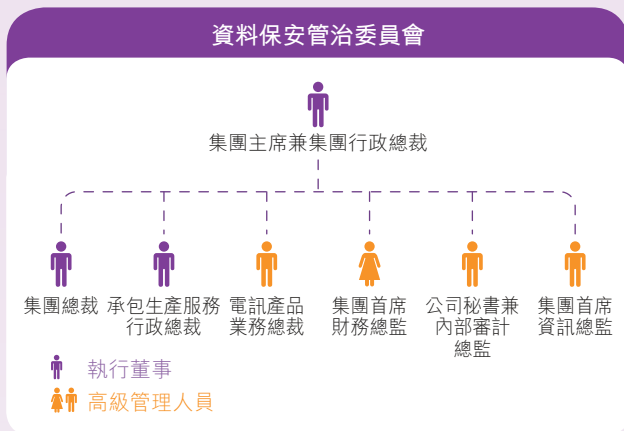 資料保安管治委員會
集團主席兼集團行政總裁
集團總裁
承包生產服務
行政總裁
電訊產品
業務總裁
集團首席
財務總監
公司秘書兼
內部審計
總監
集團首席
資訊總監
執行董事
高級管理人員